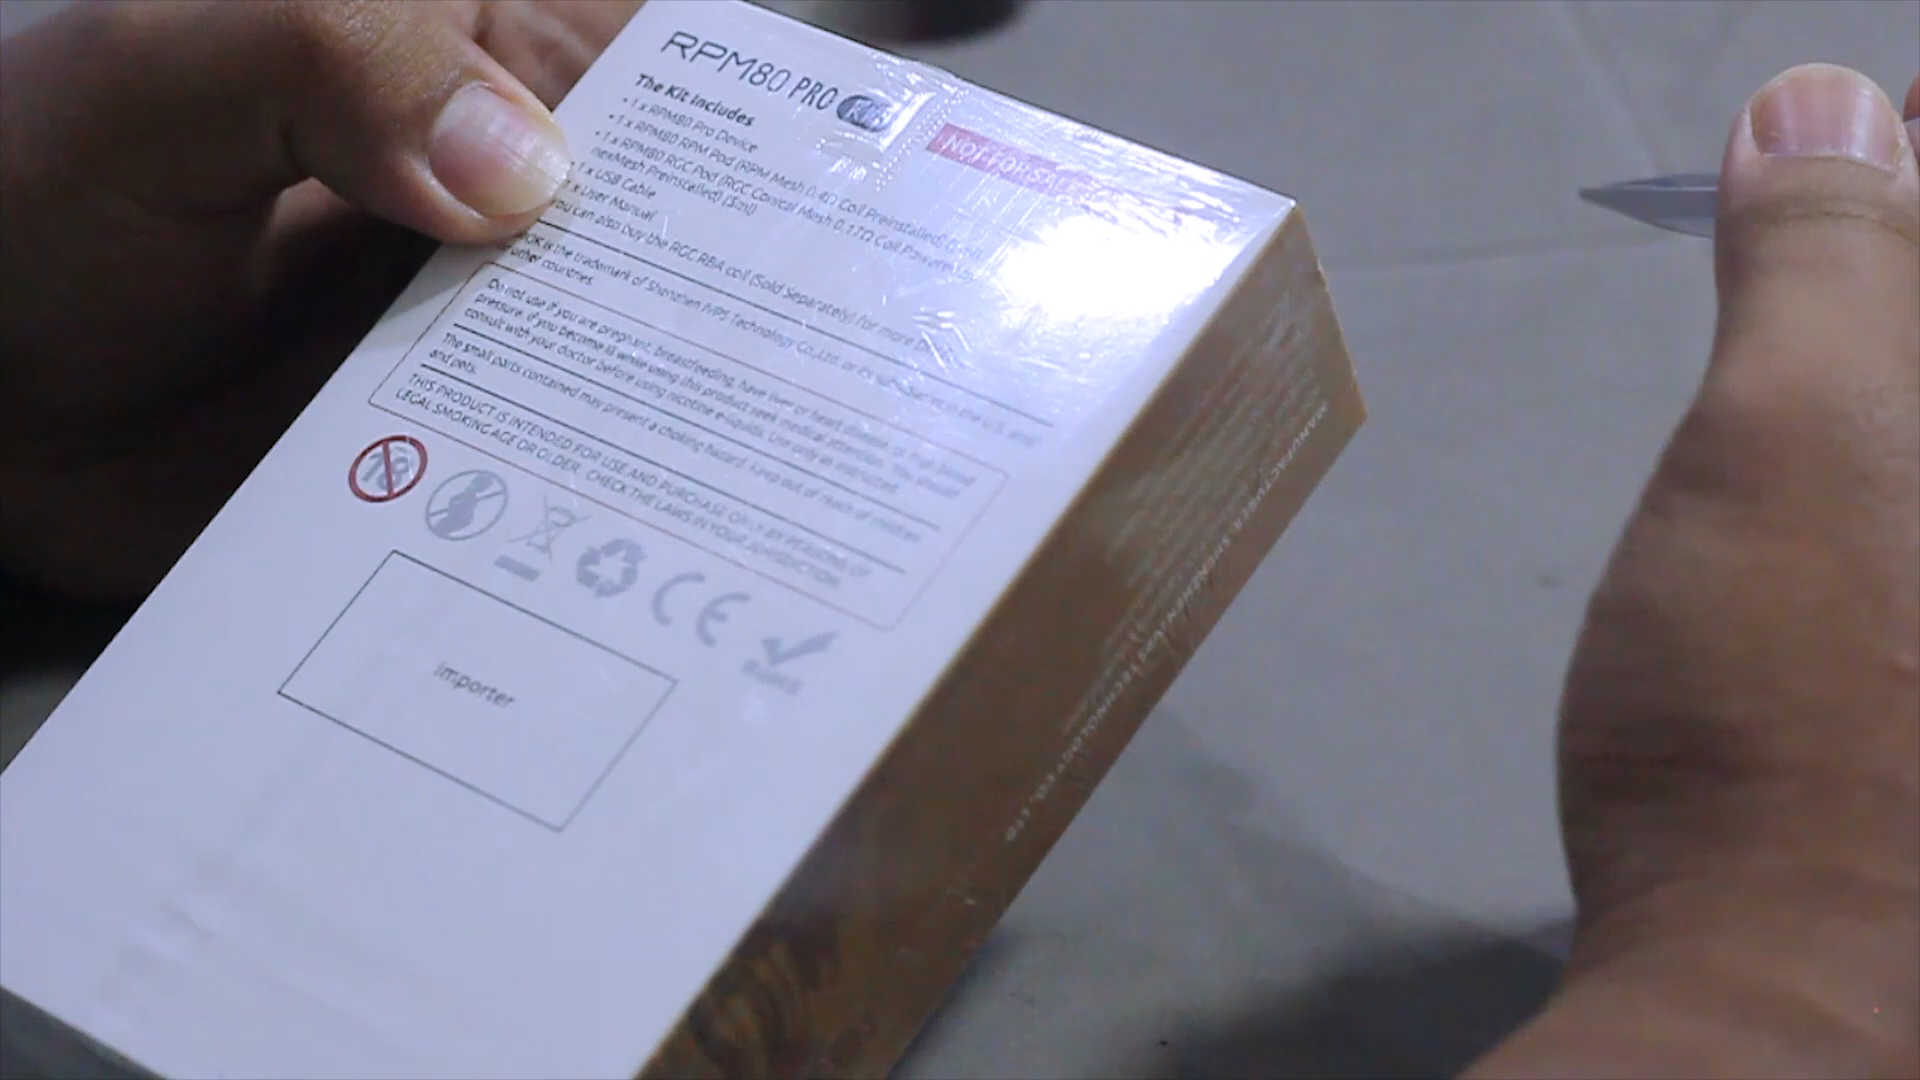 RPM80 PRO Kit
NOT FOR SALE
The Kit Includes
• 1 x RPM80 Pro Device
• 1 x RPM80 RPM Pod (RPM Mesh 0.4Ω Coil Preinstalled)
• 1 x RPM80 RGC Pod (RGC Conical Mesh 0.17Ω Coil Powered by
nexMesh Preinstalled) (5ml)
1 x USB Cable
x User Manual
you can also buy the RGC RBA coil (Sold Separately) for more
OK is the trademark of Shenzhen IVPS Technology Co., Ltd. or its subsidiaries in the U.S. and
other countries.
Do not use if you are pregnant, breastfeeding, have liver or heart disease, or high blood
pressure. If you become ill while using this product seek medical attention. You should
consult with your doctor before using nicotine e-liquids. Use only as instructed.
The small parts contained may present a choking hazard. Keep out of reach of children
and pets.
THIS PRODUCT IS INTENDED FOR USE AND PURCHASE ONLY BY PERSONS OF
LEGAL SMOKING AGE OR OLDER. CHECK THE LAWS IN YOUR JURISDICTION.
18
CE
RoHS
Importer
MANUFACTURER: SHENZHEN IVPS TECHNOLOGY CO., LTD